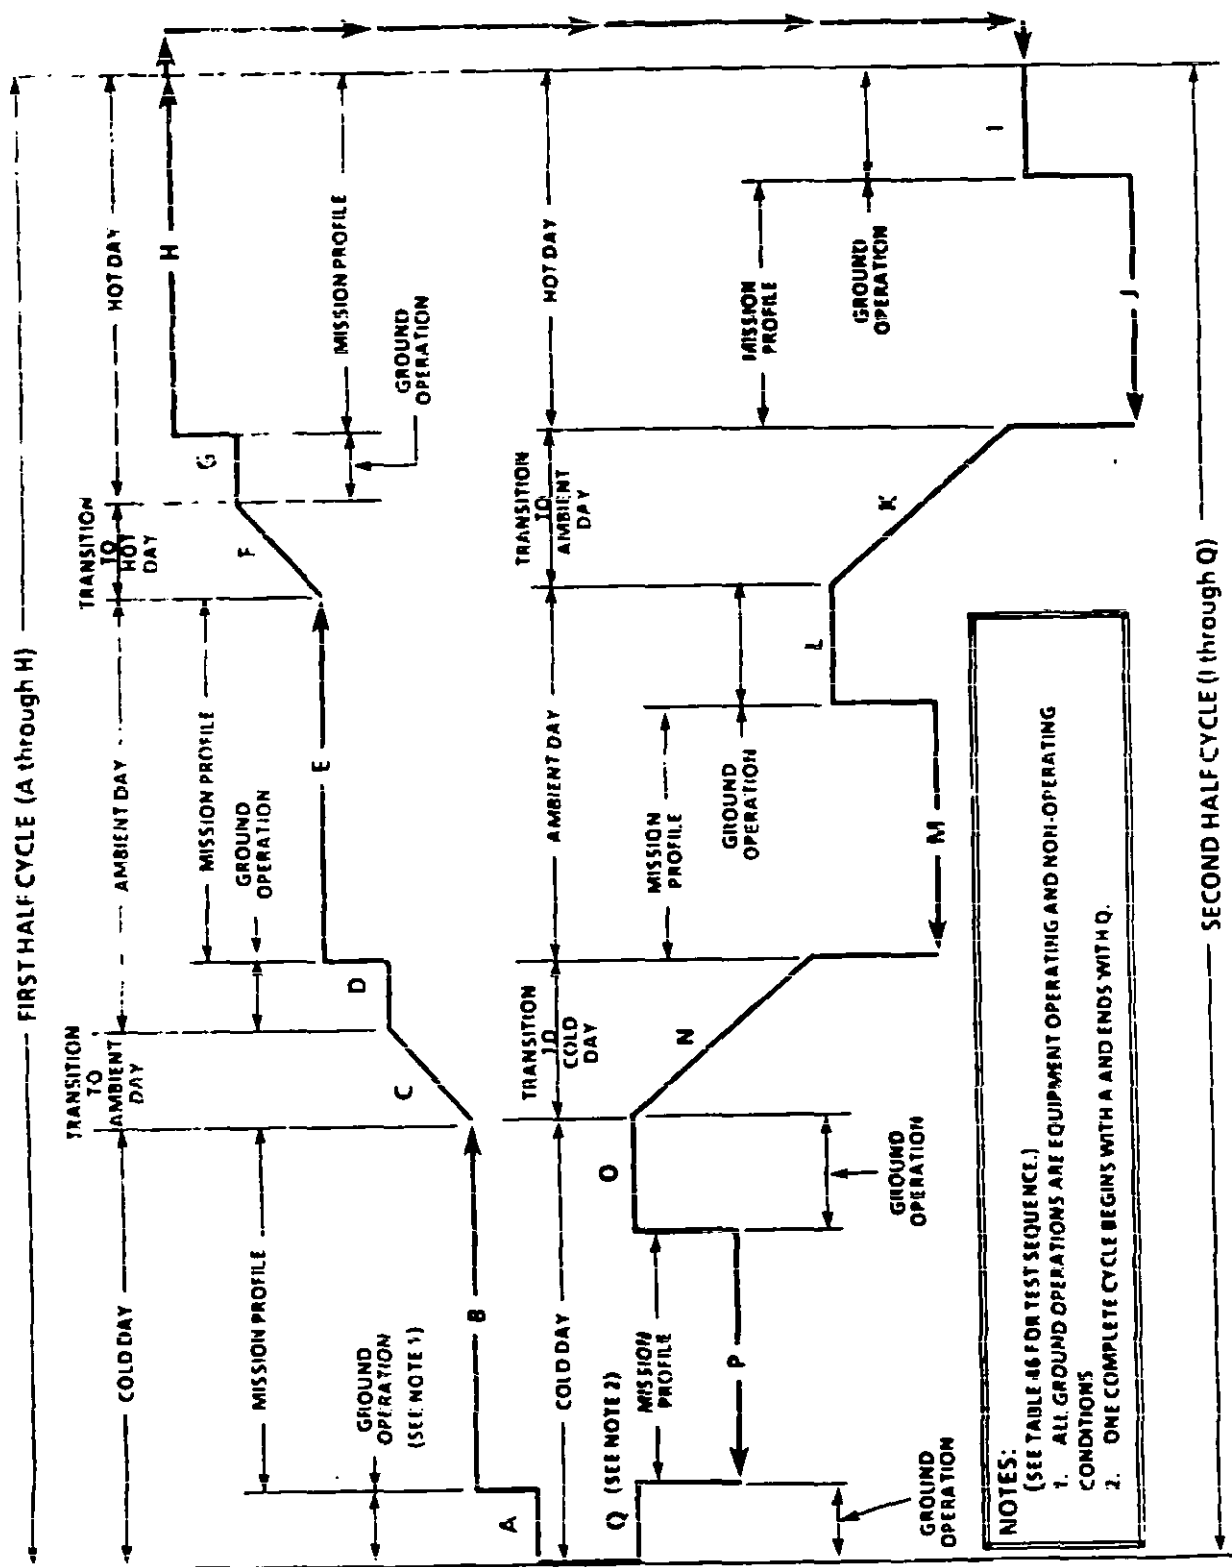 FIRST HALF CYCLE (A through H)
COLD DAY
TRANSITION
TO
AMBIENT
DAY
AMBIENT DAY
TRANSITION
TO
HOT
DAY
HOT DAY
MISSION PROFILE
MISSION PROFILE
MISSION PROFILE
GROUND
OPERATION
(SEE NOTE 1)
GROUND
OPERATION
GROUND
OPERATION
A
B
C
D
E
F
G
H
COLD DAY
TRANSITION
TO
COLD
DAY
AMBIENT DAY
TRANSITION
TO
AMBIENT
DAY
HOT DAY
Q (SEE NOTE 2)
MISSION
PROFILE
P
O
N
MISSION
PROFILE
M
L
K
MISSION
PROFILE
J
I
GROUND
OPERATION
GROUND
OPERATION
GROUND
OPERATION
GROUND
OPERATION
NOTES:
(SEE TABLE 46 FOR TEST SEQUENCE.)
1. ALL GROUND OPERATIONS ARE EQUIPMENT OPERATING AND NON-OPERATING
CONDITIONS
2. ONE COMPLETE CYCLE BEGINS WITH A AND ENDS WITH Q.
SECOND HALF CYCLE (I through Q)